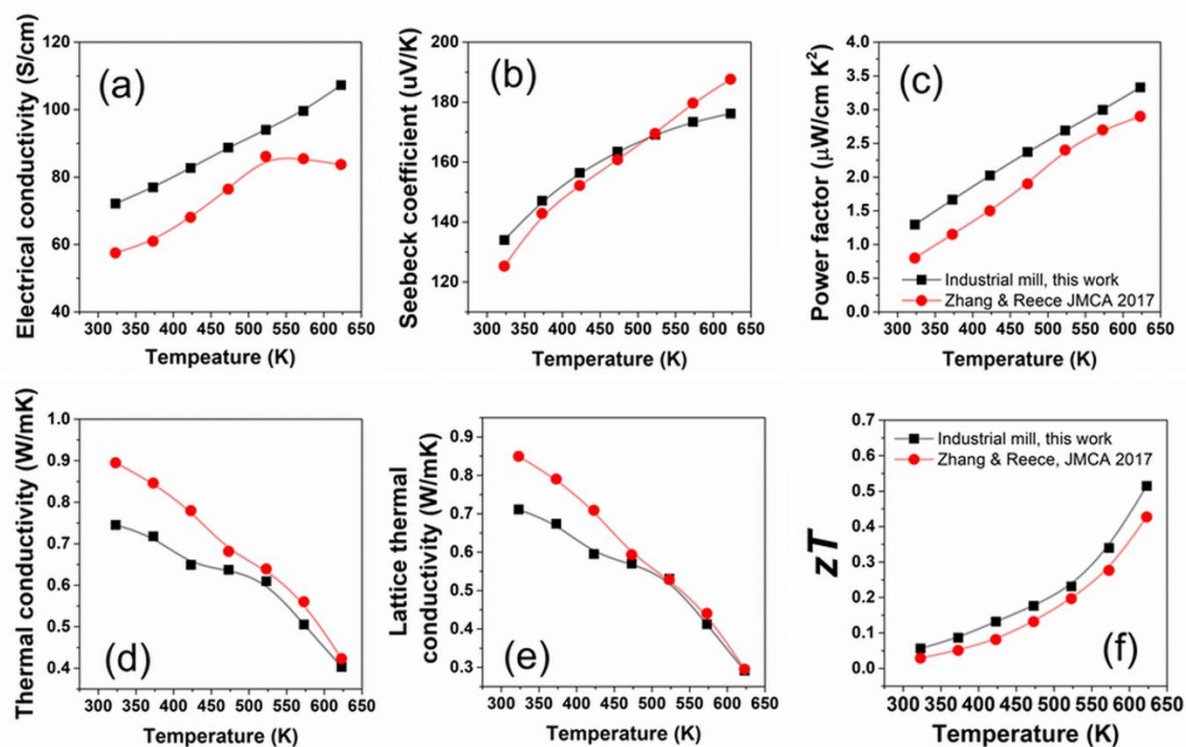 (a)
Electrical conductivity (S/cm)
120
100
80
60
40
300 350 400 450 500 550 600 650
Tempeature (K)
(b)
Seebeck coefficient (uV/K)
200
180
160
140
120
300 350 400 450 500 550 600 650
Temperature (K)
(c)
Power factor (μW/cm K²)
4.0
3.5
3.0
2.5
2.0
1.5
1.0
0.5
0.0
Industrial mill, this work
Zhang & Reece JMCA 2017
300 350 400 450 500 550 600 650
Temperature (K)
(d)
Thermal conductivity (W/mK)
1.0
0.9
0.8
0.7
0.6
0.5
0.4
300 350 400 450 500 550 600 650
Temperature (K)
(e)
Lattice thermal
conductivity (W/mK)
0.9
0.8
0.7
0.6
0.5
0.4
0.3
300 350 400 450 500 550 600 650
Temperature (K)
(f)
zT
0.7
0.6
0.5
0.4
0.3
0.2
0.1
0.0
Industrial mill, this work
Zhang & Reece, JMCA 2017
300 350 400 450 500 550 600 650
Temperature (K)